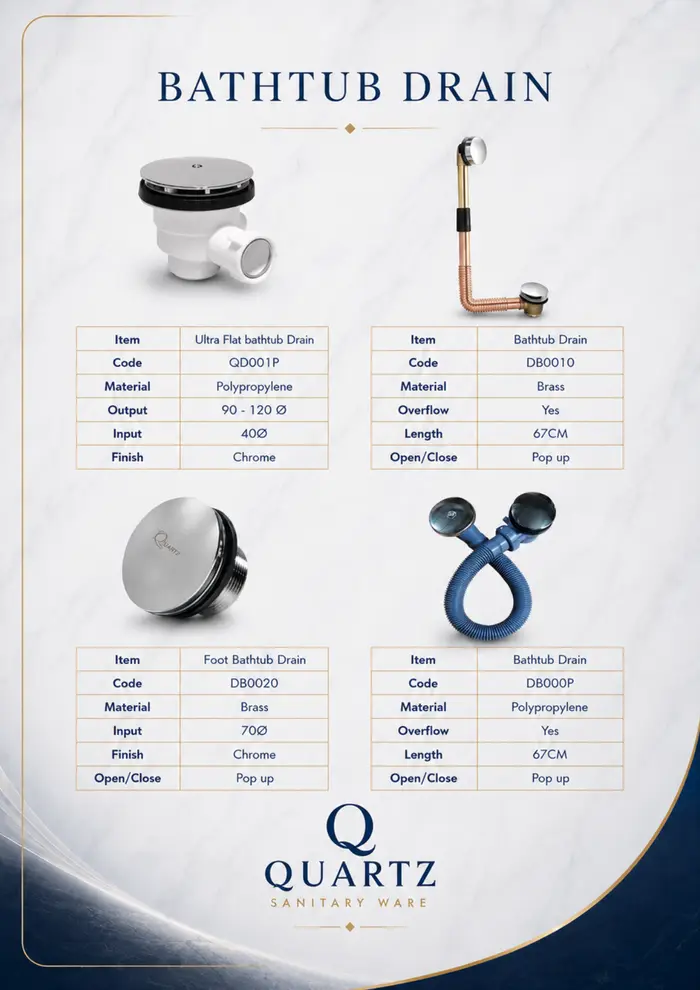 BATHTUB DRAIN
Item Ultra Flat bathtub Drain
Code QD001P
Material Polypropylene
Output 90 - 120 Ø
Input 40Ø
Finish Chrome
Item Bathtub Drain
Code DB0010
Material Brass
Overflow Yes
Length 67CM
Open/Close Pop up
QUARTZ
Item Foot Bathtub Drain
Code DB0020
Material Brass
Input 70Ø
Finish Chrome
Open/Close Pop up
Item Bathtub Drain
Code DB000P
Material Polypropylene
Overflow Yes
Length 67CM
Open/Close Pop up
Q
QUARTZ
SANITARY WARE